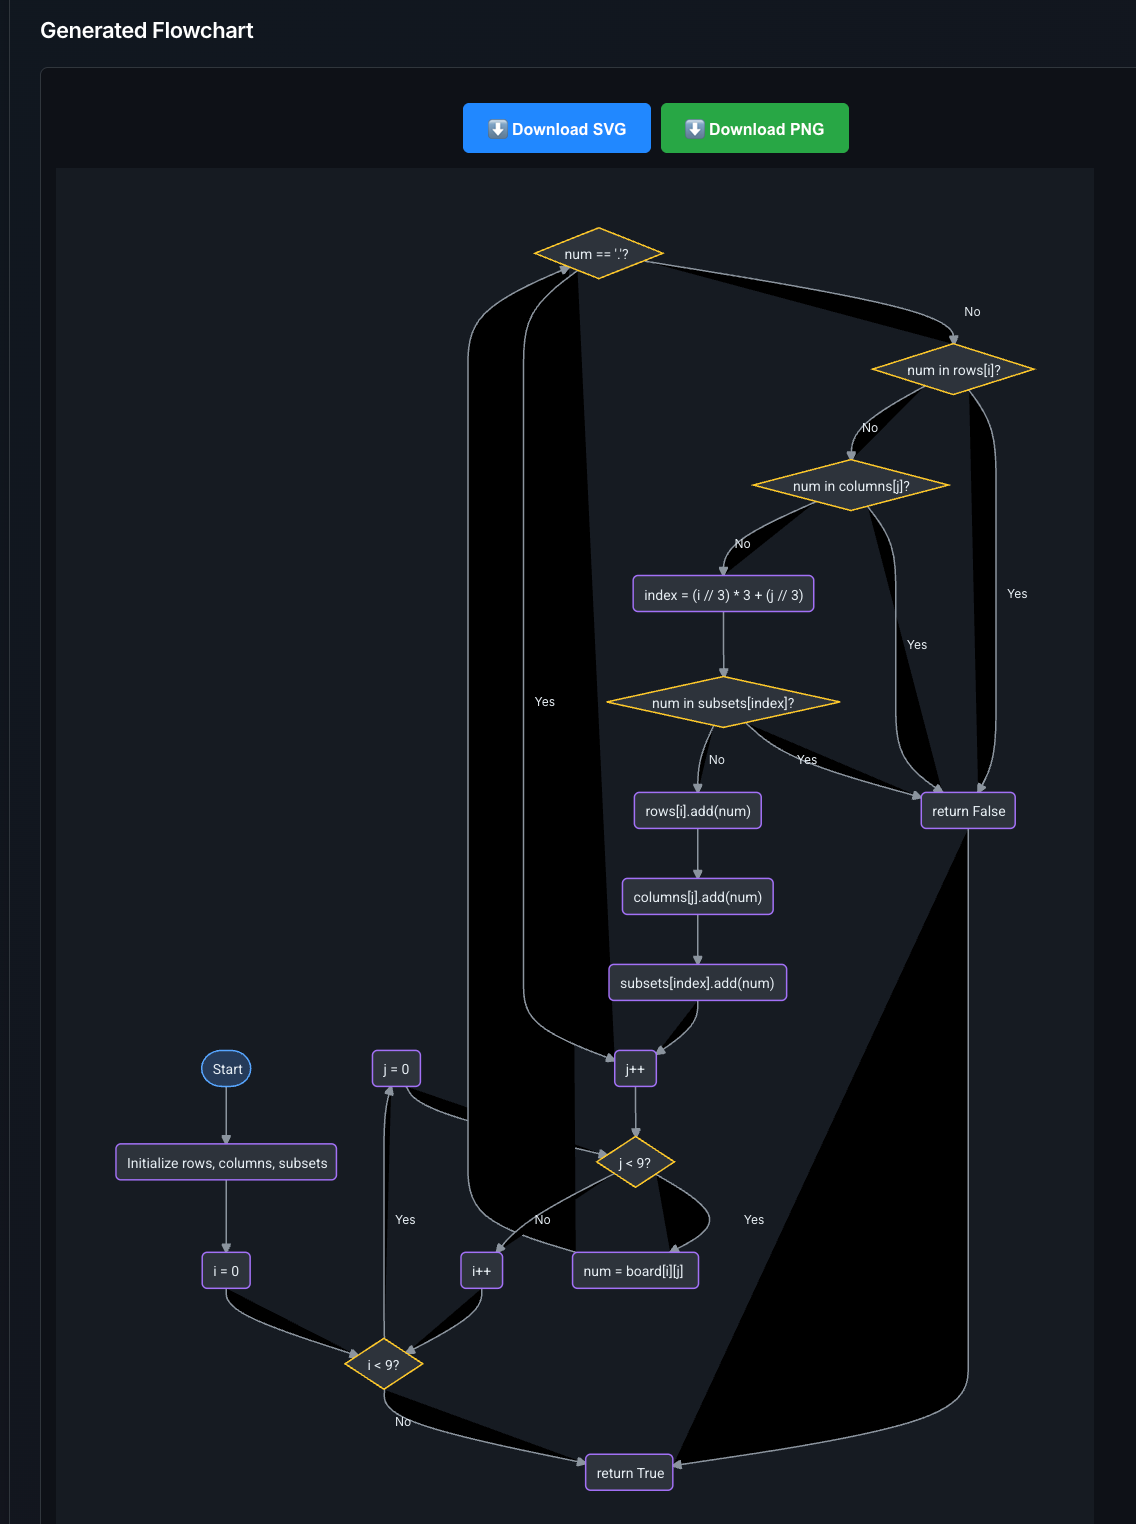 Generated Flowchart
⬇️ Download SVG
⬇️ Download PNG
num == '.'?
No
num in rows[i]?
No
num in columns[j]?
No
index = (i // 3) * 3 + (j // 3)
Yes
Yes
Yes
num in subsets[index]?
No
Yes
rows[i].add(num)
return False
columns[j].add(num)
subsets[index].add(num)
Start
j = 0
j++
Initialize rows, columns, subsets
j < 9?
Yes
No
Yes
i = 0
i++
num = board[i][j]
i < 9?
No
return True